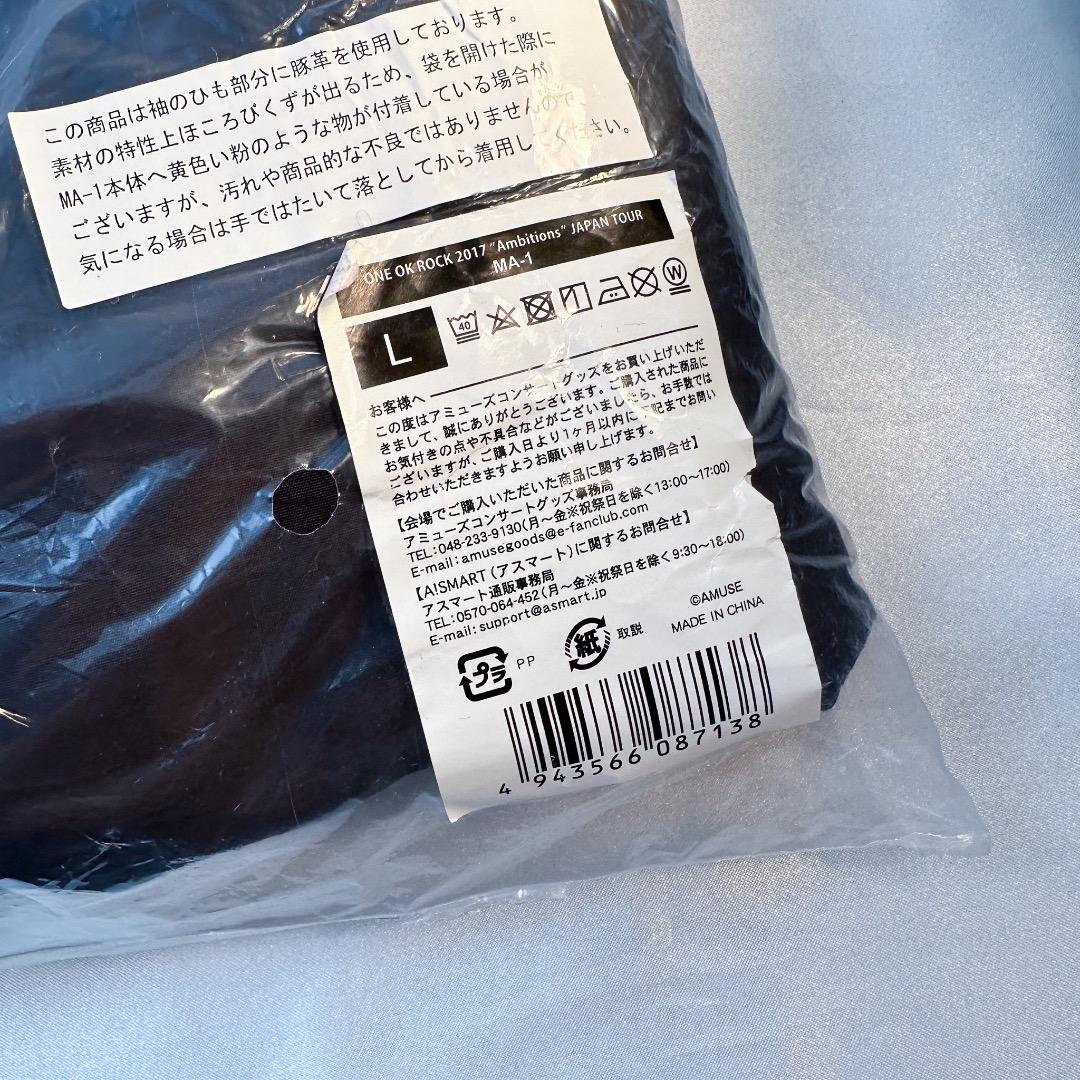 この商品は袖のひも部分に豚革を使用しております。
素材の特性上ほころびくずが出るため、袋を開けた際に
MA-1本体へ黄色い粉のような物が付着している場合が
ございますが、汚れや商品的な不良ではありませんので
気になる場合は手ではたいて落としてから着用してください。
ONE OK ROCK 2017 "Ambitions" JAPAN TOUR
MA-1
L
40
W
お客様へ
この度はアミューズコンサートグッズをお買い上げいただ
きまして、誠にありがとうございます。ご購入された商品に
お気付きの点や不具合などがございましたら、お手数では
ございますが、ご購入日より1ヶ月以内に下記までお問い
合わせいただきますようお願い申し上げます。
【会場でご購入いただいた商品に関するお問合せ】
アミューズコンサートグッズ事務局
TEL:048-233-9130(月〜金※祝祭日を除く13:00〜17:00)
E-mail:amusegoods@e-fanclub.com
【A!SMART(アスマート)に関するお問合せ】
アスマート通販事務局
TEL:0570-064-452(月〜金※祝祭日を除く9:30〜18:00)
E-mail:support@asmart.jp
©AMUSE
MADE IN CHINA
プラ PP 紙 取説
4 943566 087138